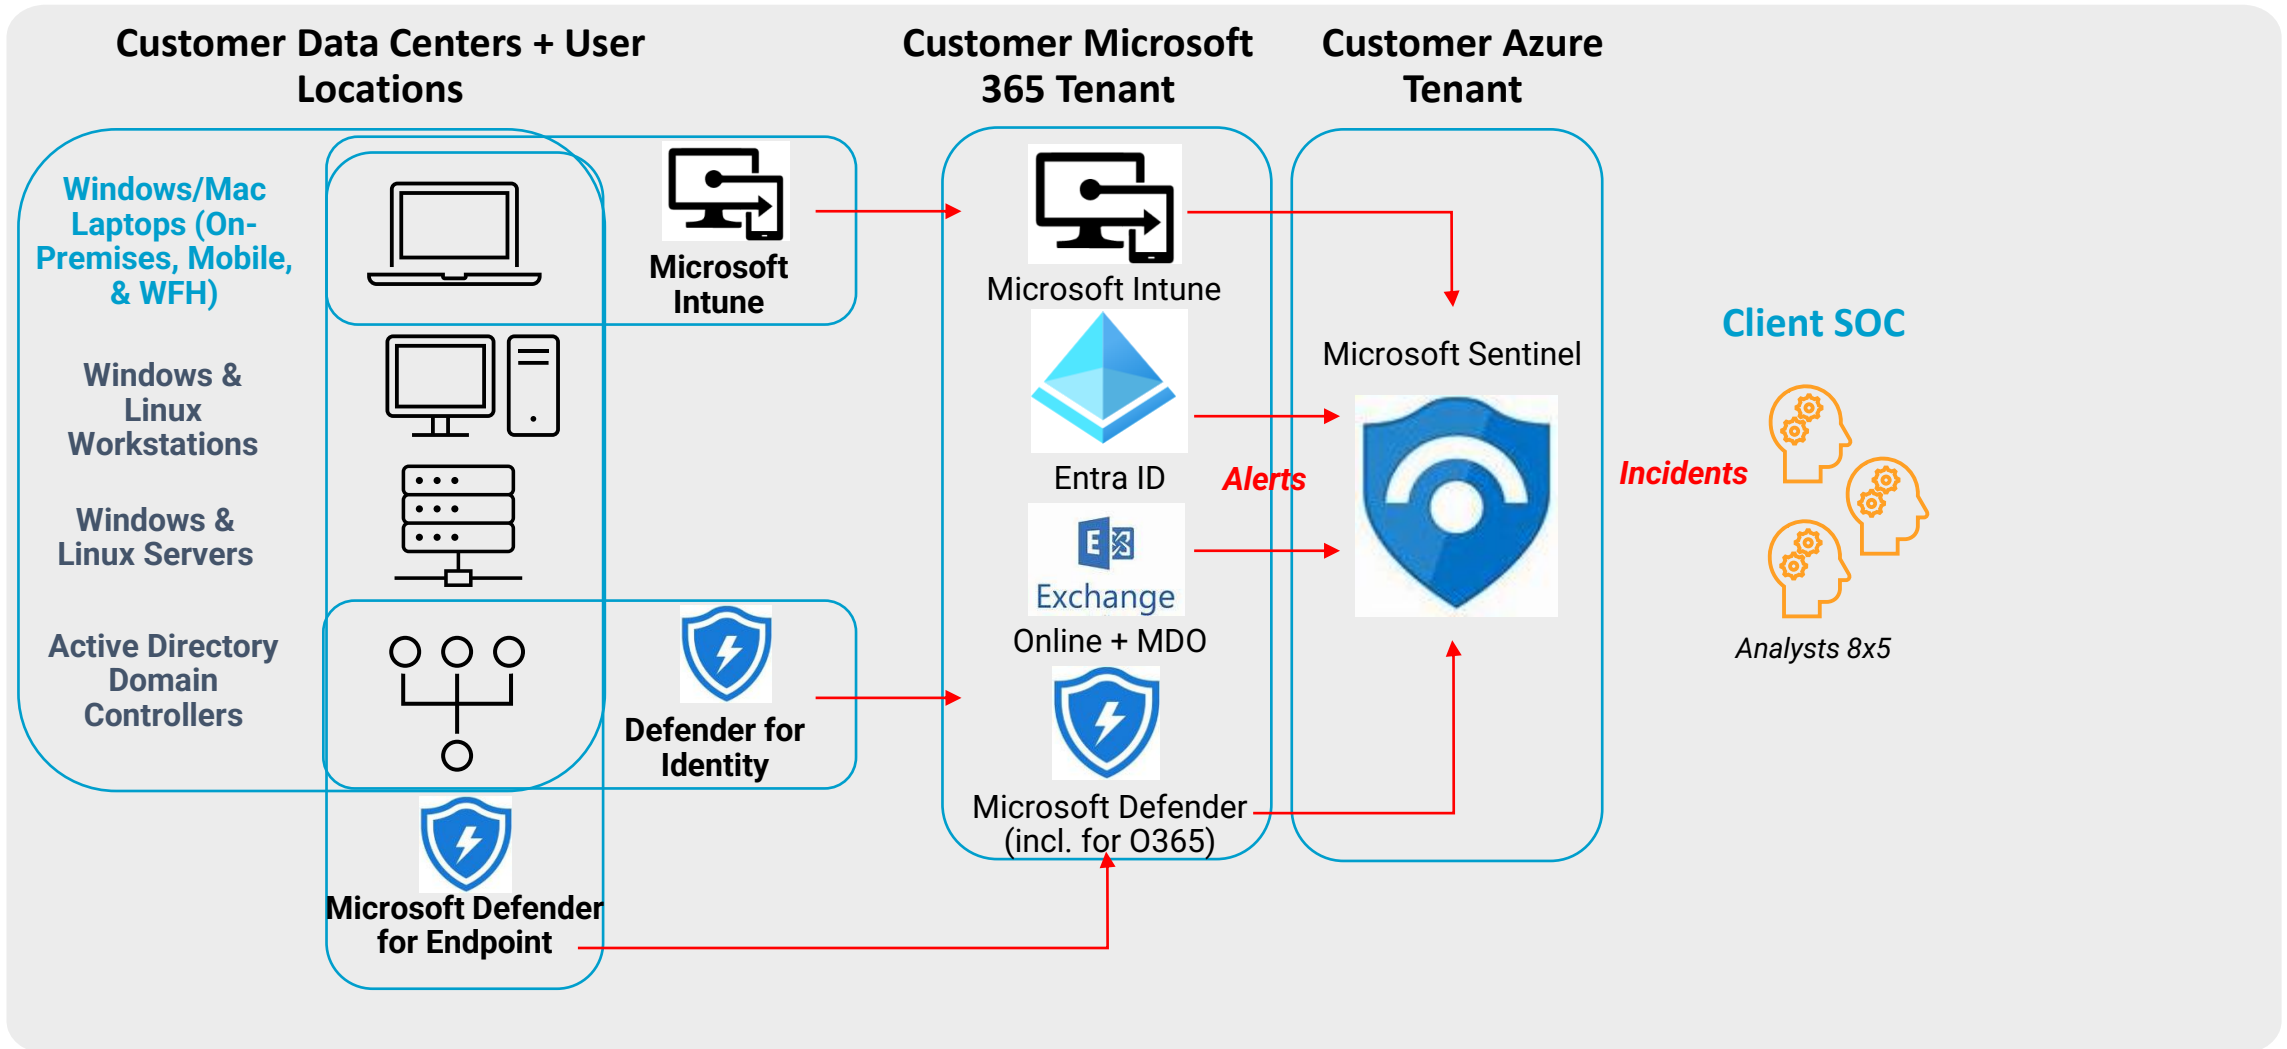 Customer Data Centers + User
Locations
Customer Microsoft
365 Tenant
Customer Azure
Tenant
Windows/Mac
Laptops (On-
Premises, Mobile,
& WFH)
Windows &
Linux
Workstations
Windows &
Linux Servers
Active Directory
Domain
Controllers
Microsoft
Intune
Defender for
Identity
Microsoft Defender
for Endpoint
Microsoft Intune
Entra ID
E
Exchange
Online + MDO
Microsoft Defender
(incl. for O365)
Alerts
Microsoft Sentinel
Incidents
Client SOC
Analysts 8x5